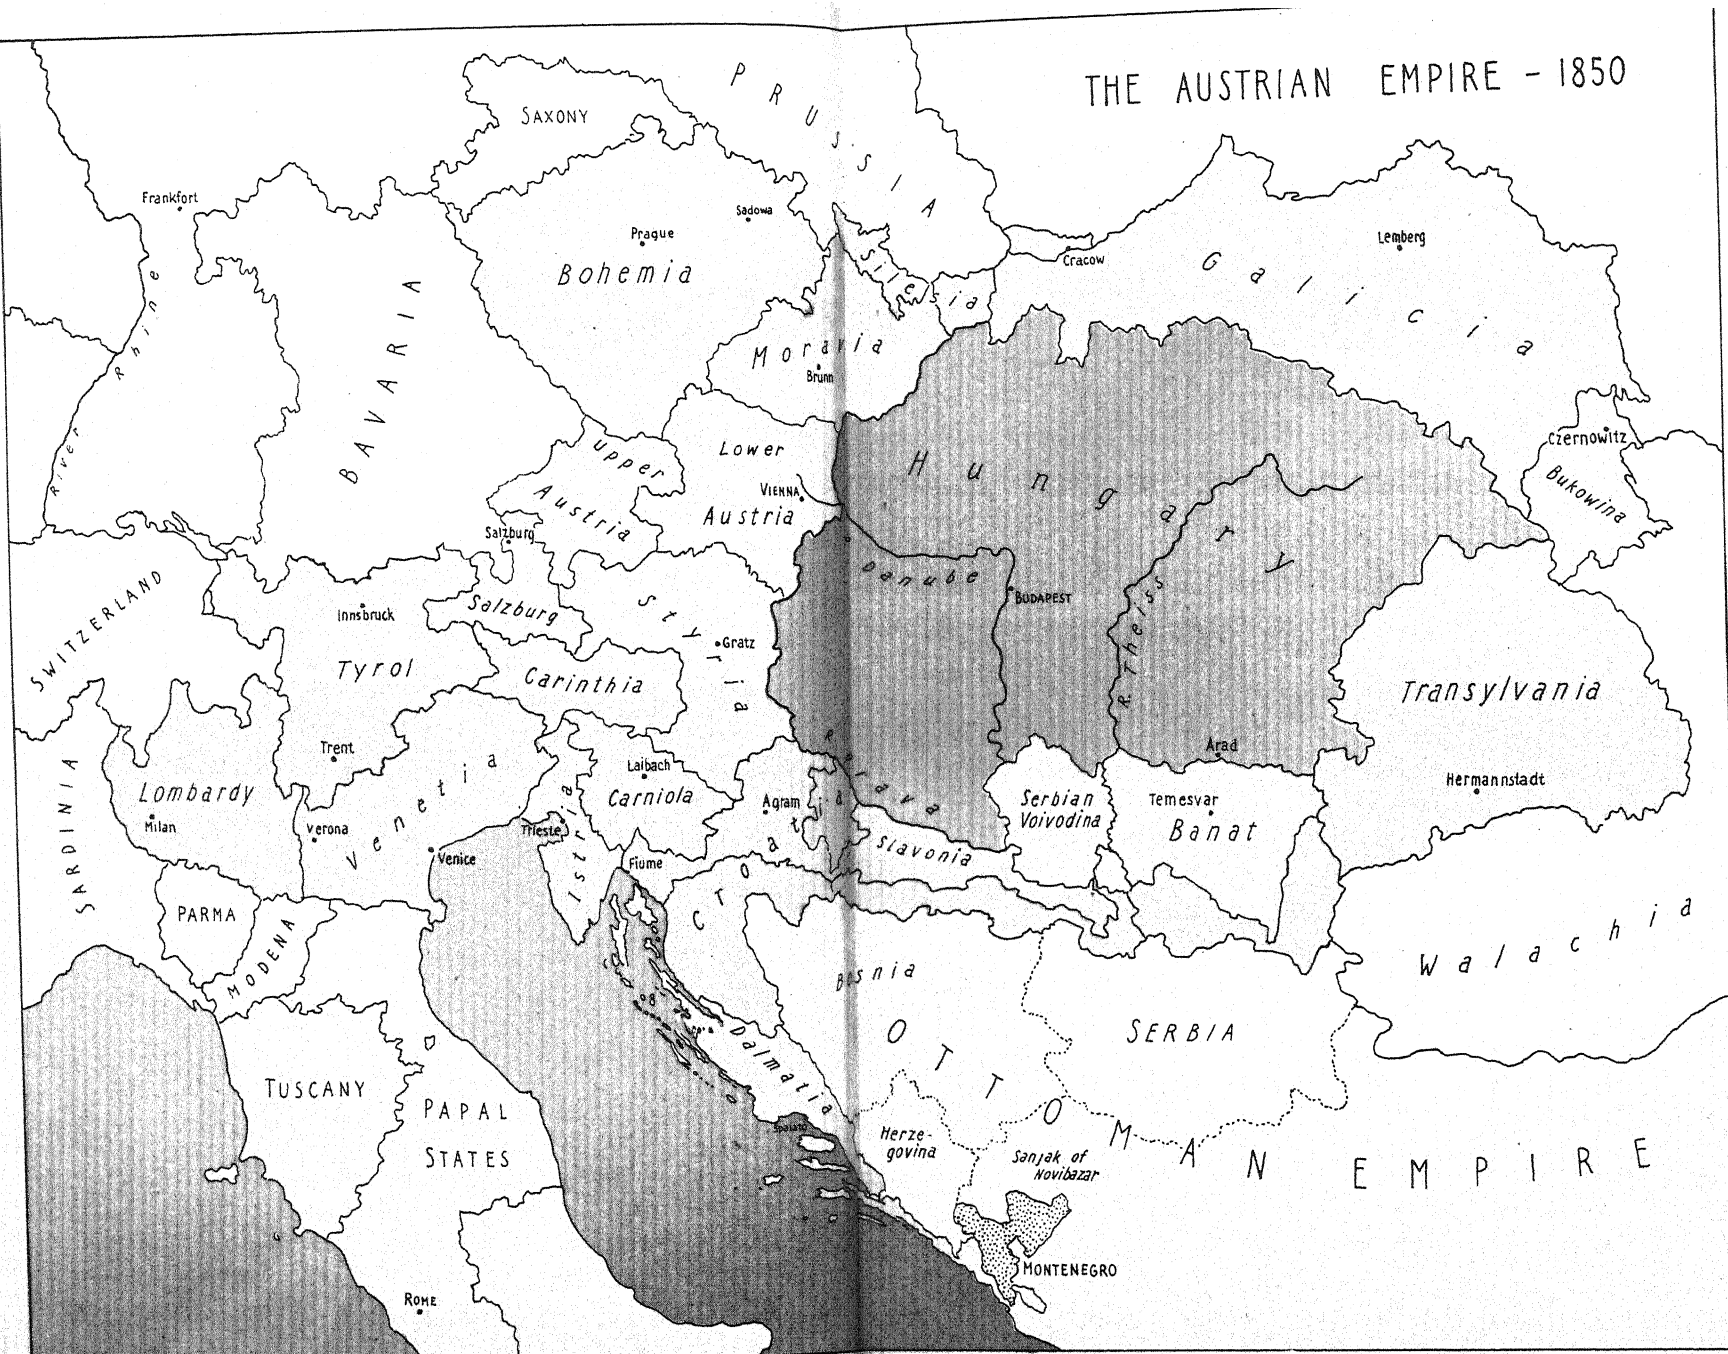 THE AUSTRIAN EMPIRE - 1850
PRUSSIA
SAXONY
Frankfort
Sadowa
Prague
Bohemia
Lemberg
Cracow
Galicia
Silesia
River Rhine
BAVARIA
Moravia
Brunn
Czernowitz
Bukowina
Upper
Austria
Lower
Austria
VIENNA
Hungary
Salzburg
SWITZERLAND
Innsbruck
Tyrol
Salzburg
Styria
Gratz
Danube
BUDAPEST
R. Theiss
Carinthia
Transylvania
Trent
Lombardy
Milan
Verona
Venetia
Venice
Laibach
Carniola
Agram
R. Drava
Arad
Hermannstadt
Serbian
Voivodina
Temesvar
Banat
SARDINIA
Trieste
Istria
Fiume
Croatia
Slavonia
PARMA
MODENA
Walachia
Bosnia
SERBIA
OTTOMAN EMPIRE
Dalmatia
TUSCANY
PAPAL
STATES
Spalato
Herze-
govina
Sanjak of
Novibazar
MONTENEGRO
ROME